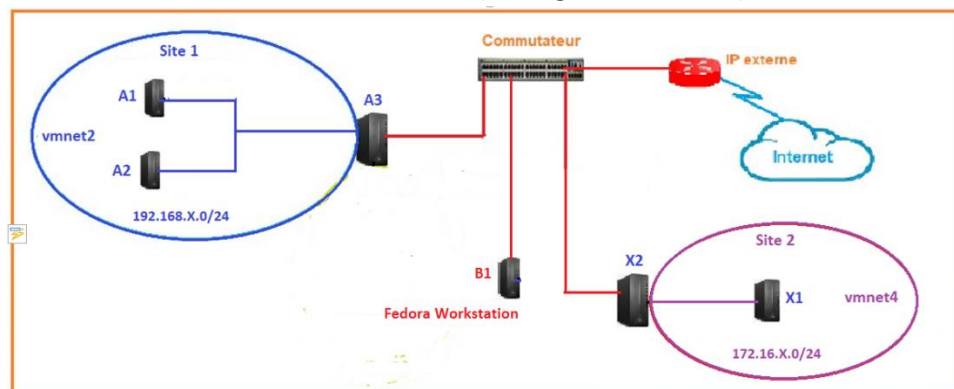 Site 1
A1
A2
vmnet2
192.168.X.0/24
A3
Commutateur
IP externe
Internet
B1
Fedora Workstation
X2
Site 2
X1
vmnet4
172.16.X.0/24